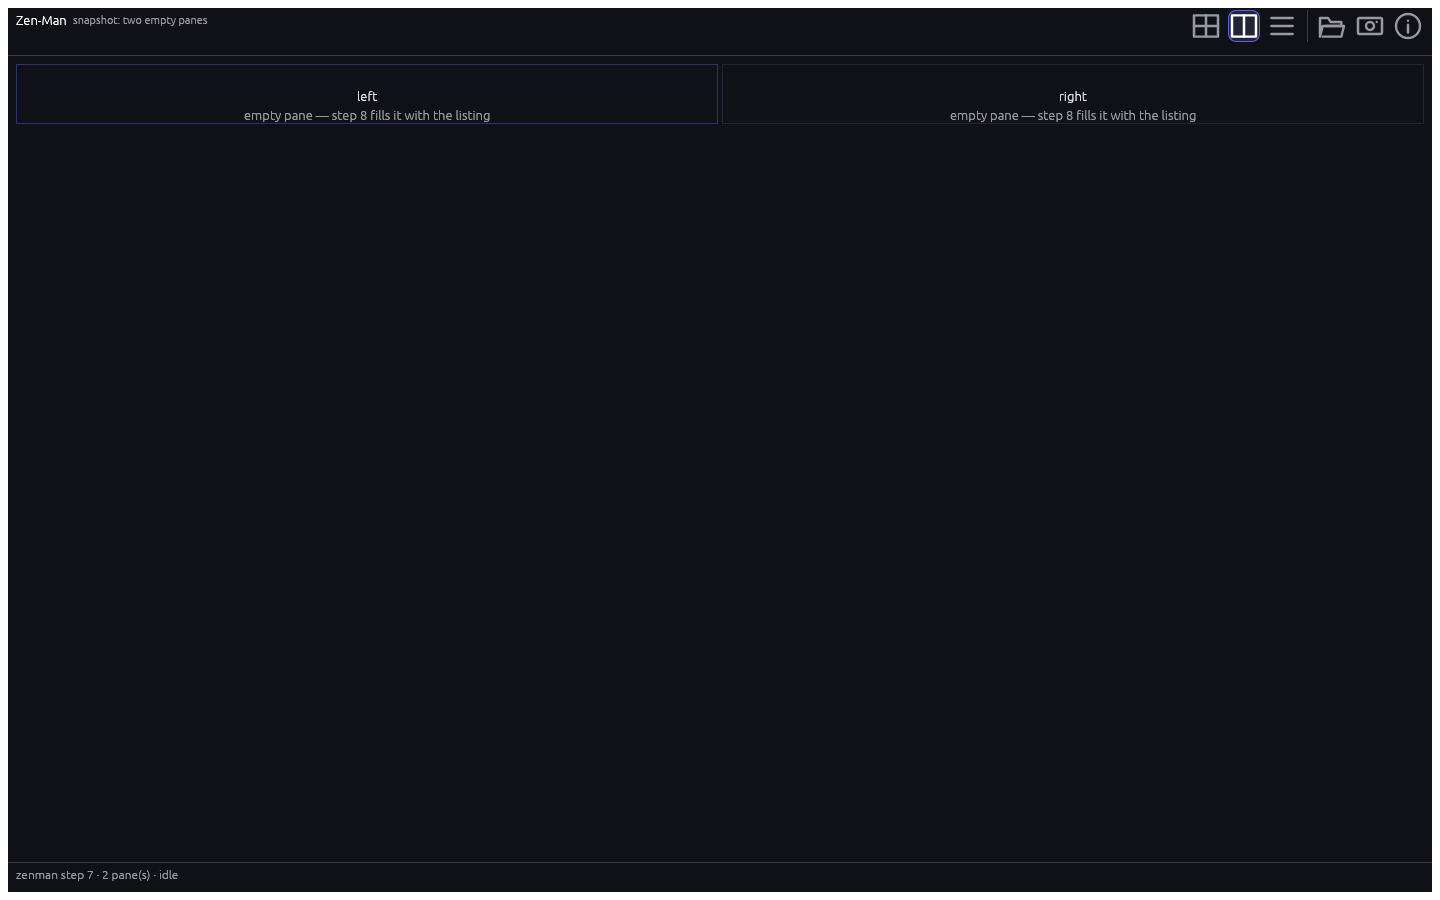 Zen-Man snapshot: two empty panes
left
empty pane — step 8 fills it with the listing
right
empty pane — step 8 fills it with the listing
zenman step 7 · 2 pane(s) · idle